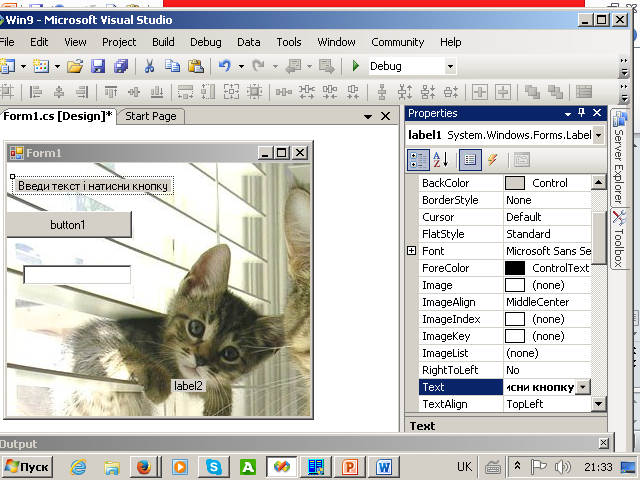 Win9 - Microsoft Visual Studio
File Edit View Project Build Debug Data Tools Window Community Help
Debug
Form1.cs [Design]* Start Page
Form1
Введи текст і натисни кнопку
button1
label2
Properties
label1 System.Windows.Forms.Label
BackColor Control
BorderStyle None
Cursor Default
FlatStyle Standard
Font Microsoft Sans Se
ForeColor ControlText
Image (none)
ImageAlign MiddleCenter
ImageIndex (none)
ImageKey (none)
ImageList (none)
RightToLeft No
Text исни кнопку
TextAlign TopLeft
Text
Server Explorer
Toolbox
Output
Пуск
UK
21:33